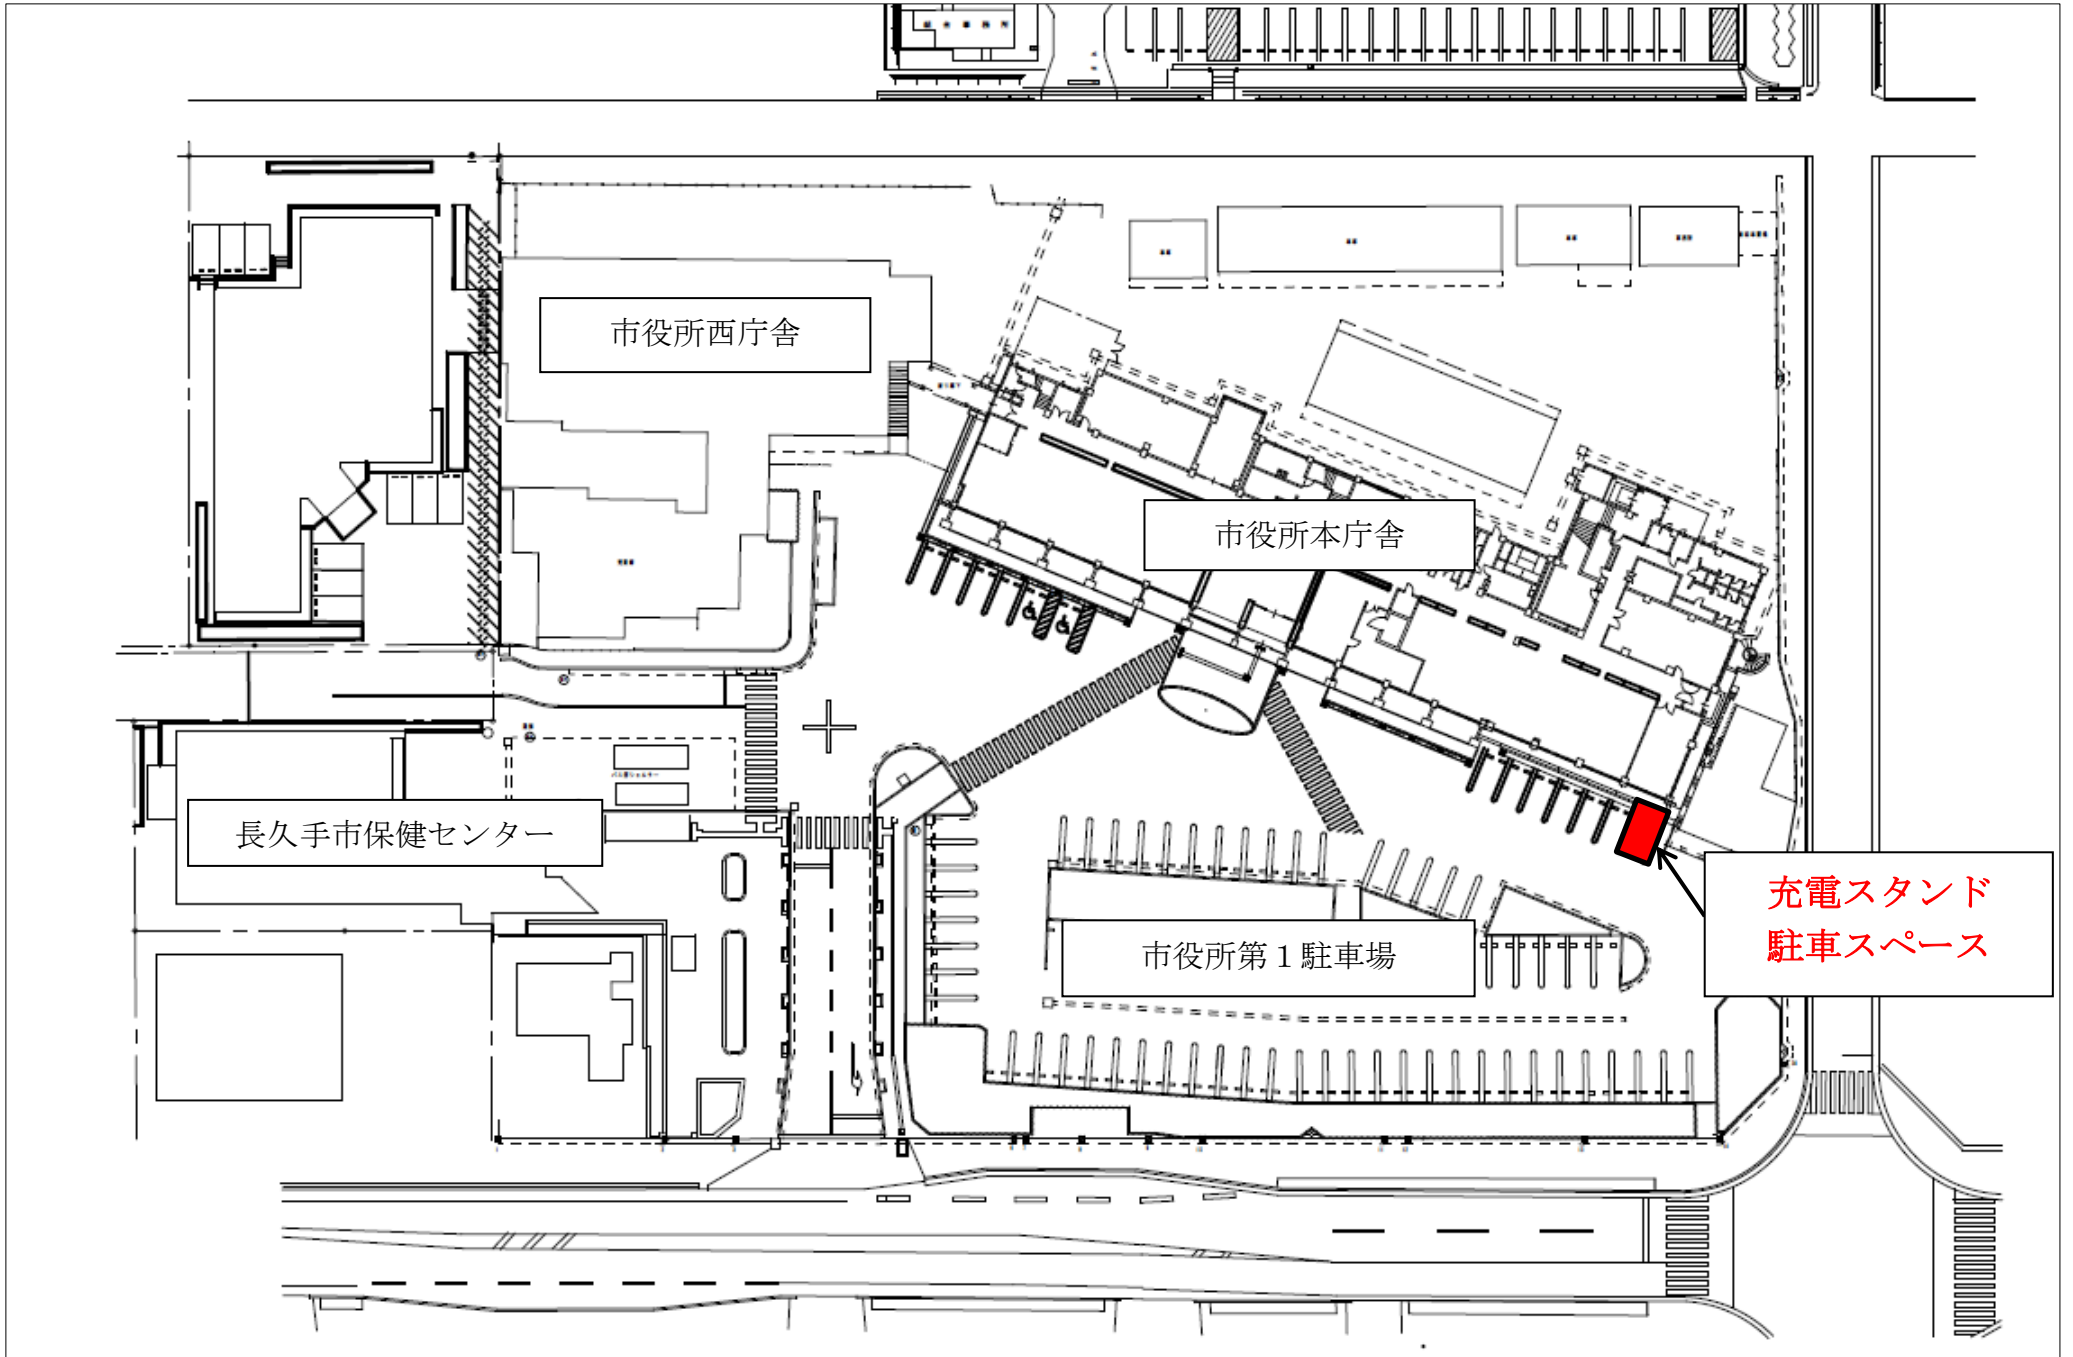 市役所西庁舎
市役所本庁舎
長久手市保健センター
充電スタンド
駐車スペース
市役所第1駐車場